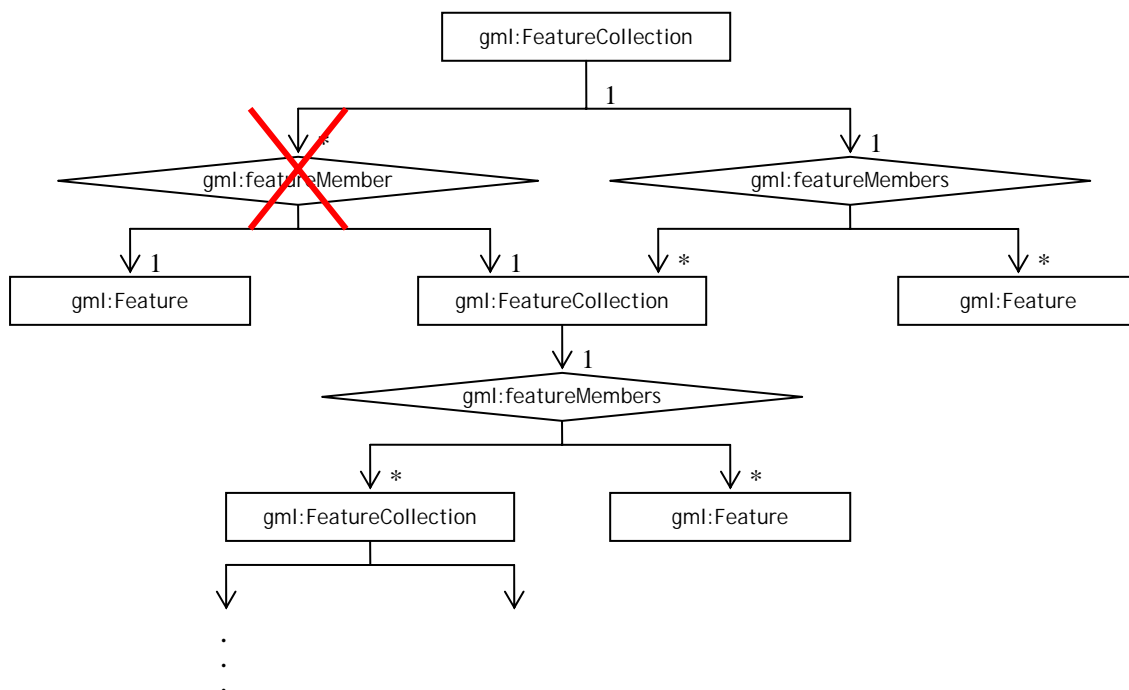 gml:FeatureCollection
1
* 1
gml:featureMember gml:featureMembers
1 1 * *
gml:Feature gml:FeatureCollection gml:Feature
1
gml:featureMembers
* *
gml:FeatureCollection gml:Feature
.
.
.